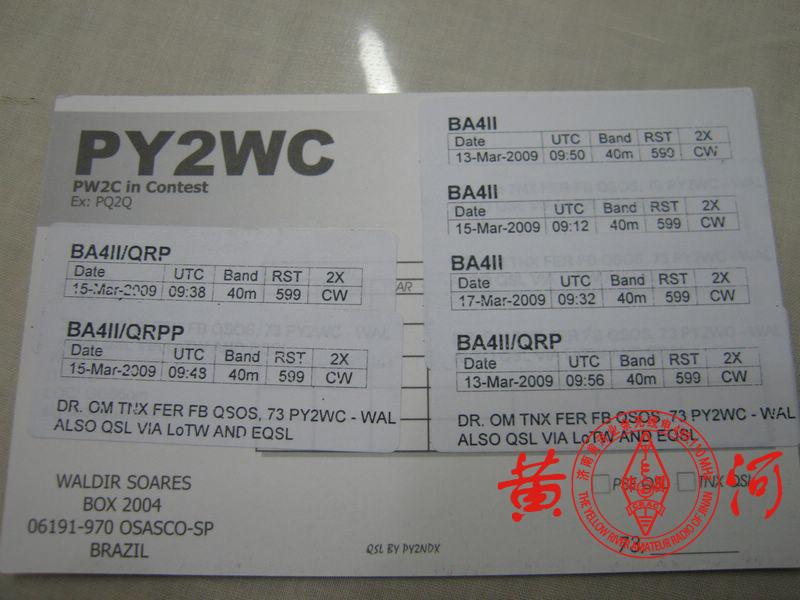 PY2WC
PW2C in Contest
Ex: PQ2Q
BA4II/QRP
Date UTC Band RST 2X
15-Mar-2009 09:38 40m 599 CW
BA4II/QRPP
Date UTC Band RST 2X
15-Mar-2009 09:48 40m 599 CW
DR. OM TNX FER FB QSOS, 73 PY2WC - WAL
ALSO QSL VIA LoTW AND EQSL
BA4II
Date UTC Band RST 2X
13-Mar-2009 09:50 40m 599 CW
BA4II
Date UTC Band RST 2X
15-Mar-2009 09:12 40m 599 CW
BA4II
Date UTC Band RST 2X
17-Mar-2009 09:32 40m 599 CW
BA4II/QRP
Date UTC Band RST 2X
13-Mar-2009 09:56 40m 599 CW
DR. OM TNX FER FB QSOS, 73 PY2WC - WAL
ALSO QSL VIA LoTW AND EQSL
WALDIR SOARES
BOX 2004
06191-970 OSASCO-SP
BRAZIL
QSL BY PY2NDX
PSE QSL TNX QSL
73,
黄河
THE YELLOW RIVER AMATEUR RADIO OF JINAN
CRAC